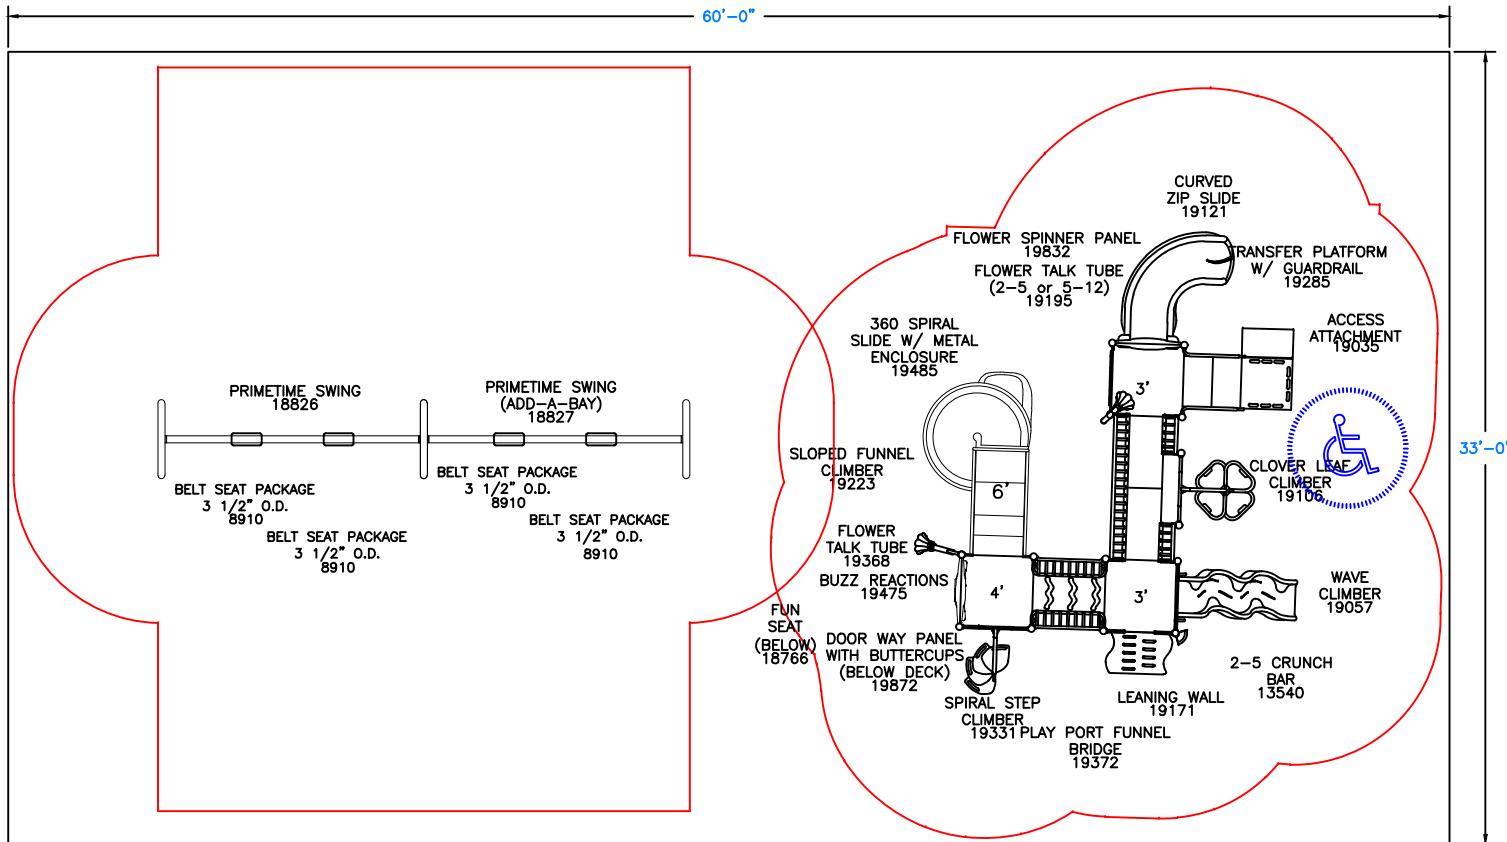 60'-0"
33'-0"
CURVED
ZIP SLIDE
19121
FLOWER SPINNER PANEL
19832
TRANSFER PLATFORM
W/ GUARDRAIL
19285
FLOWER TALK TUBE
(2-5 or 5-12)
19195
360 SPIRAL
SLIDE W/ METAL
ENCLOSURE
19485
ACCESS
ATTACHMENT
19035
PRIMETIME SWING
18826
PRIMETIME SWING
(ADD-A-BAY)
18827
3'
SLOPED FUNNEL
CLIMBER
19223
CLOVER LEAF
CLIMBER
19106
6'
BELT SEAT PACKAGE
3 1/2" O.D.
8910
BELT SEAT PACKAGE
3 1/2" O.D.
8910
BELT SEAT PACKAGE
3 1/2" O.D.
8910
BELT SEAT PACKAGE
3 1/2" O.D.
8910
FLOWER
TALK TUBE
19368
BUZZ REACTIONS
19475
4'
3'
WAVE
CLIMBER
19057
FUN
SEAT
(BELOW)
18766
DOOR WAY PANEL
WITH BUTTERCUPS
(BELOW DECK)
19872
2-5 CRUNCH
BAR
13540
LEANING WALL
19171
SPIRAL STEP
CLIMBER
19331
PLAY PORT FUNNEL
BRIDGE
19372